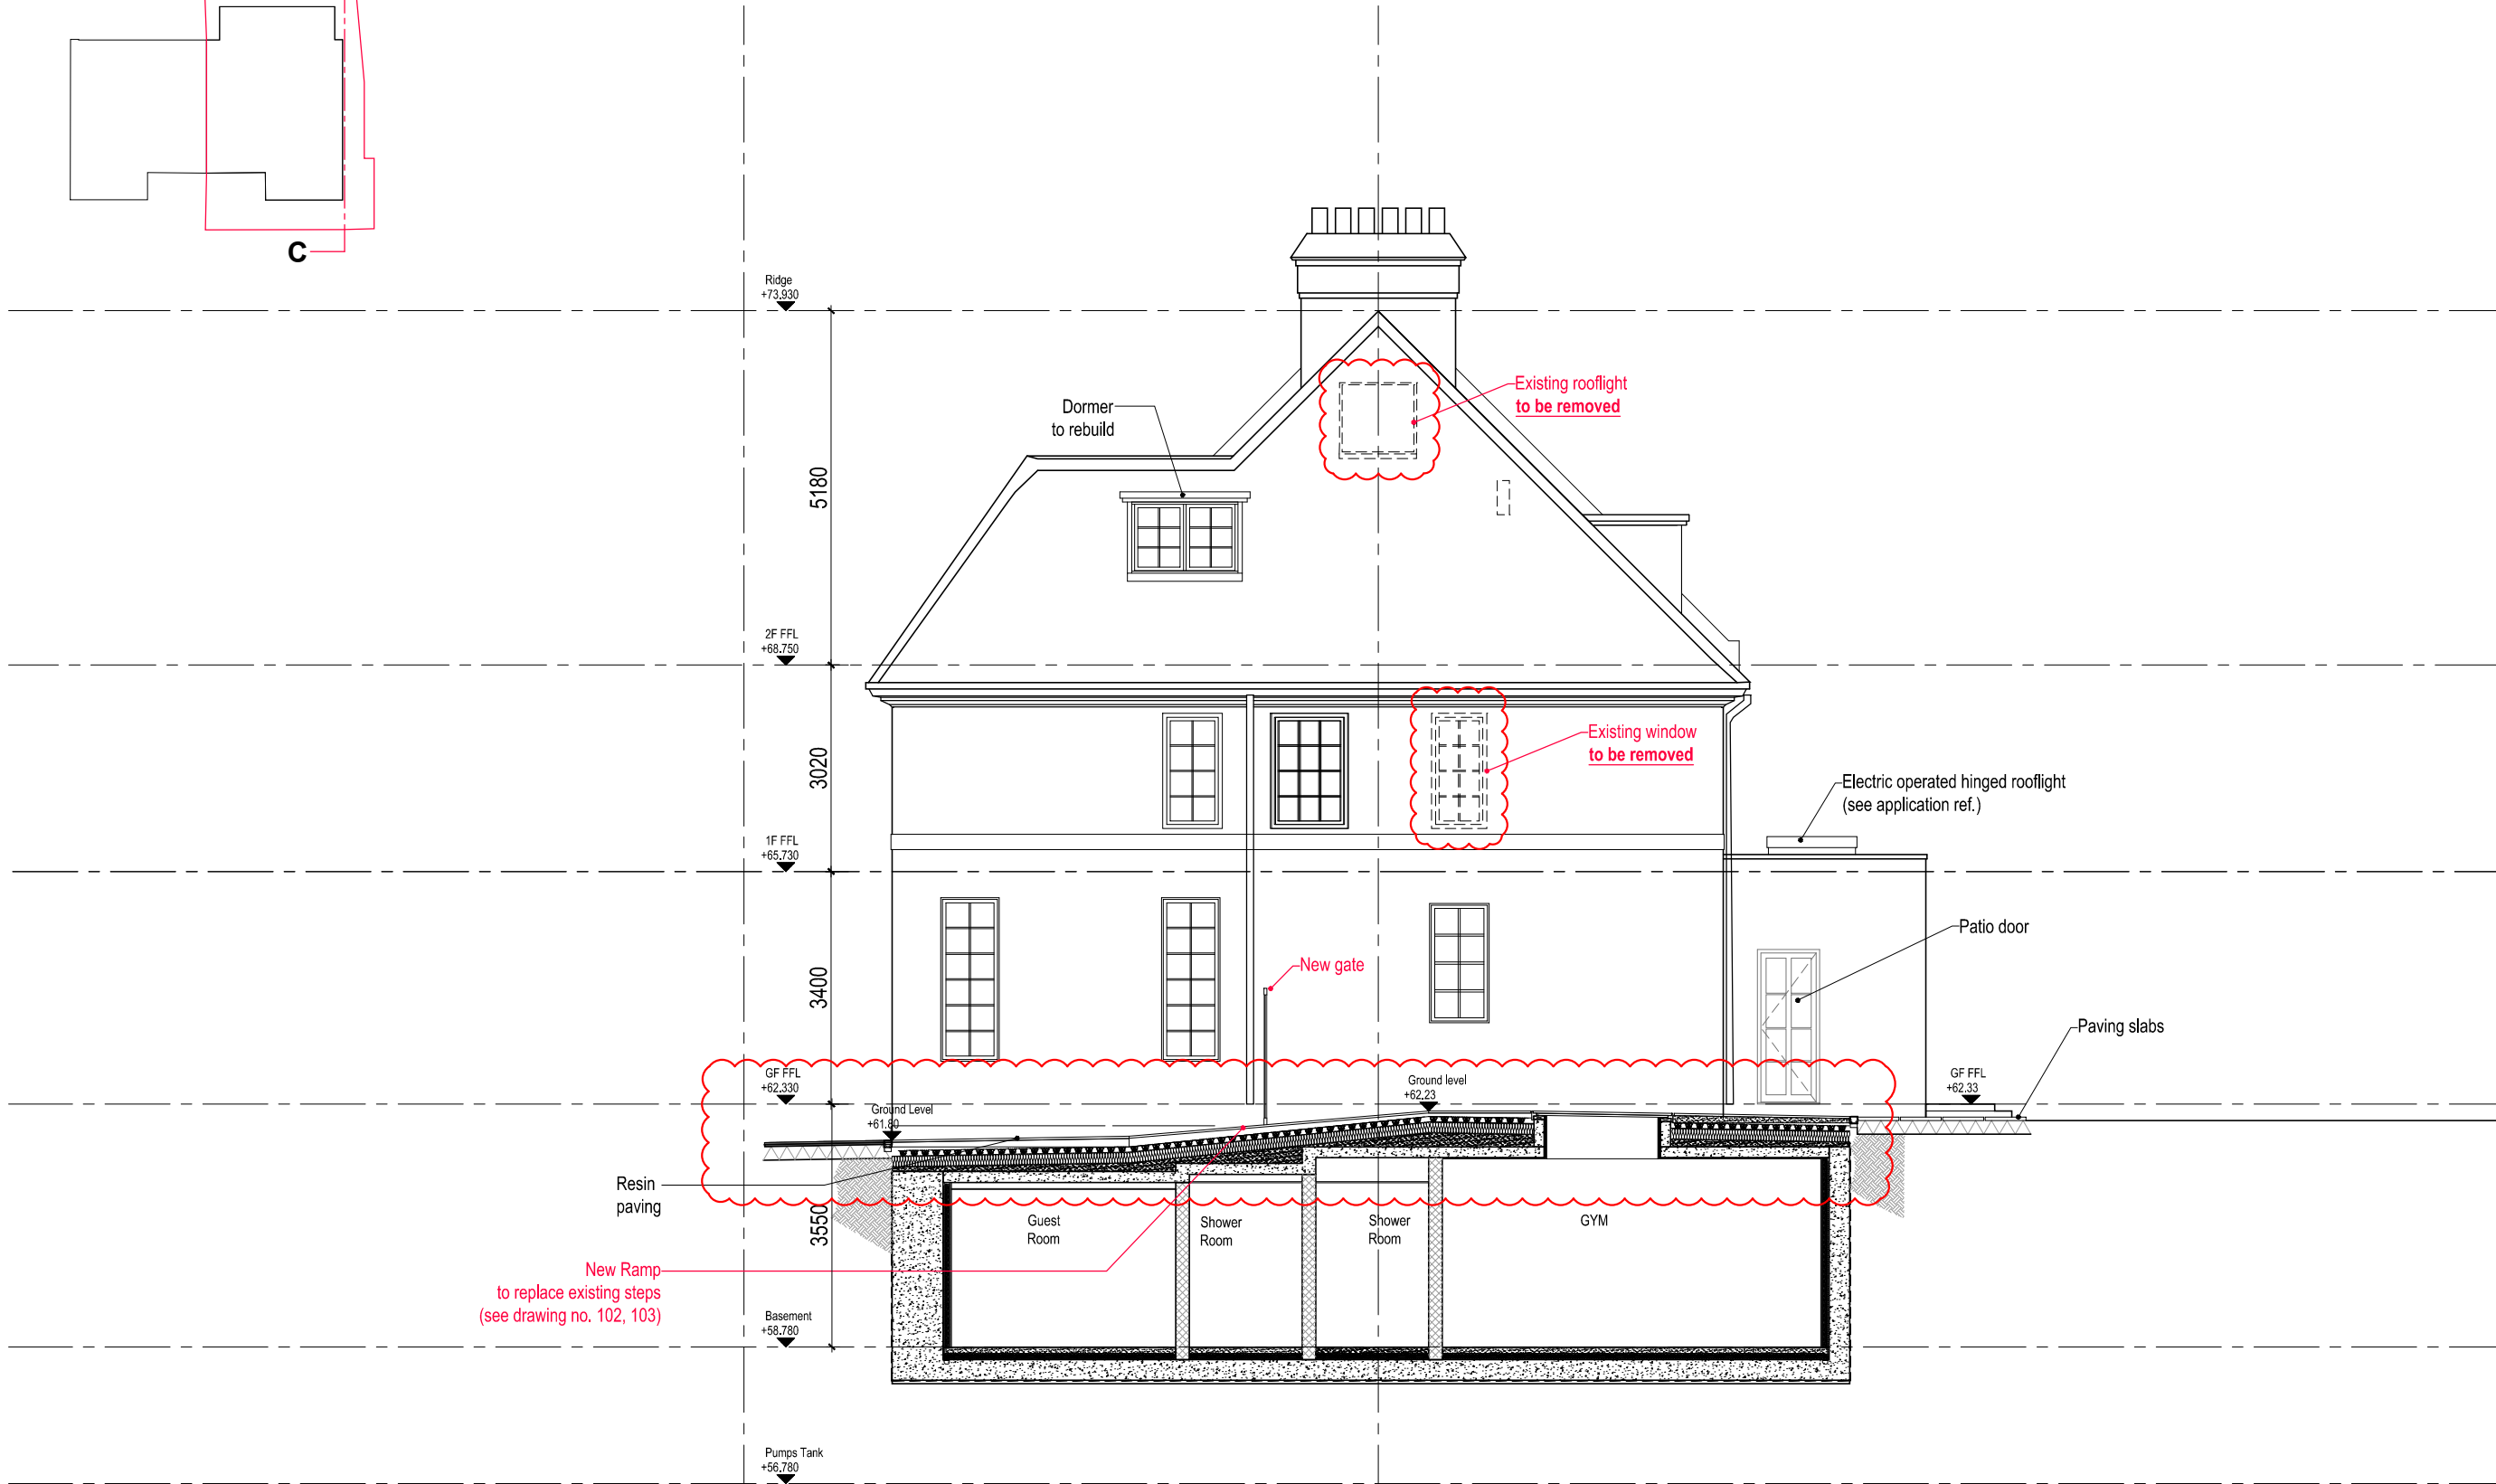 C
Ridge
+73.930
Existing rooflight
to be removed
Dormer
to rebuild
5180
2F FFL
+68.750
Existing window
to be removed
3020
Electric operated hinged rooflight
(see application ref.)
1F FFL
+65.730
Patio door
New gate
3400
Paving slabs
GF FFL
+62.330
Ground level
+62.23
GF FFL
+62.33
Ground Level
+61.80
Resin
paving
3550
Guest
Room
Shower
Room
Shower
Room
GYM
New Ramp
to replace existing steps
(see drawing no. 102, 103)
Basement
+58.780
Pumps Tank
+56.780